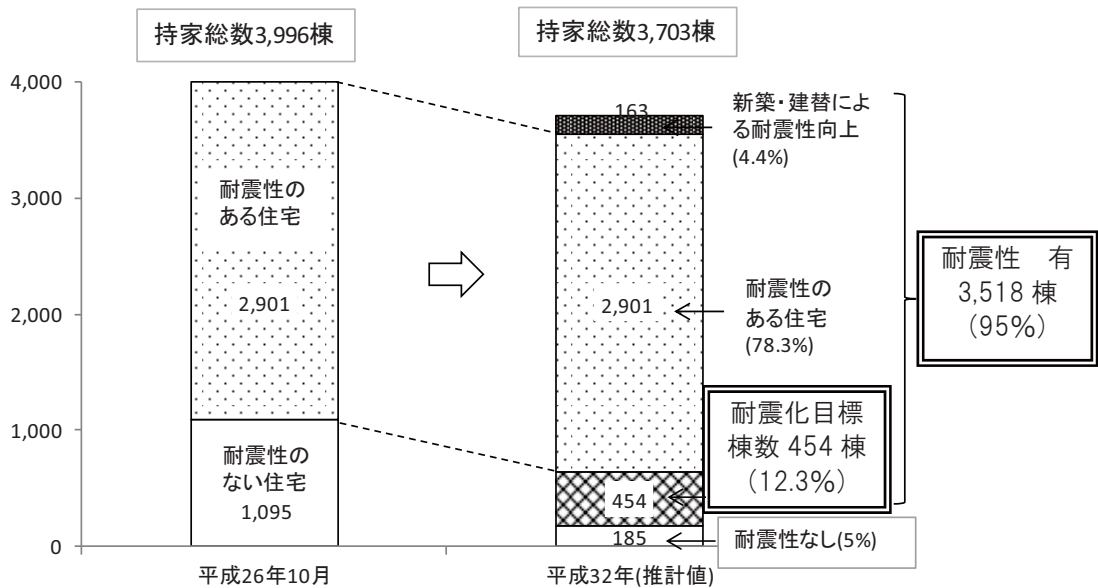 持家総数3,996棟
持家総数3,703棟
4,000
3,000
2,000
1,000
0
耐震性の
ある住宅
2,901
耐震性の
ない住宅
1,095
平成26年10月
163
2,901
454
185
平成32年(推計値)
新築・建替によ
る耐震性向上
(4.4%)
耐震性の
ある住宅
(78.3%)
耐震化目標
棟数 454 棟
(12.3%)
耐震性なし(5%)
耐震性　有
3,518 棟
(95%)